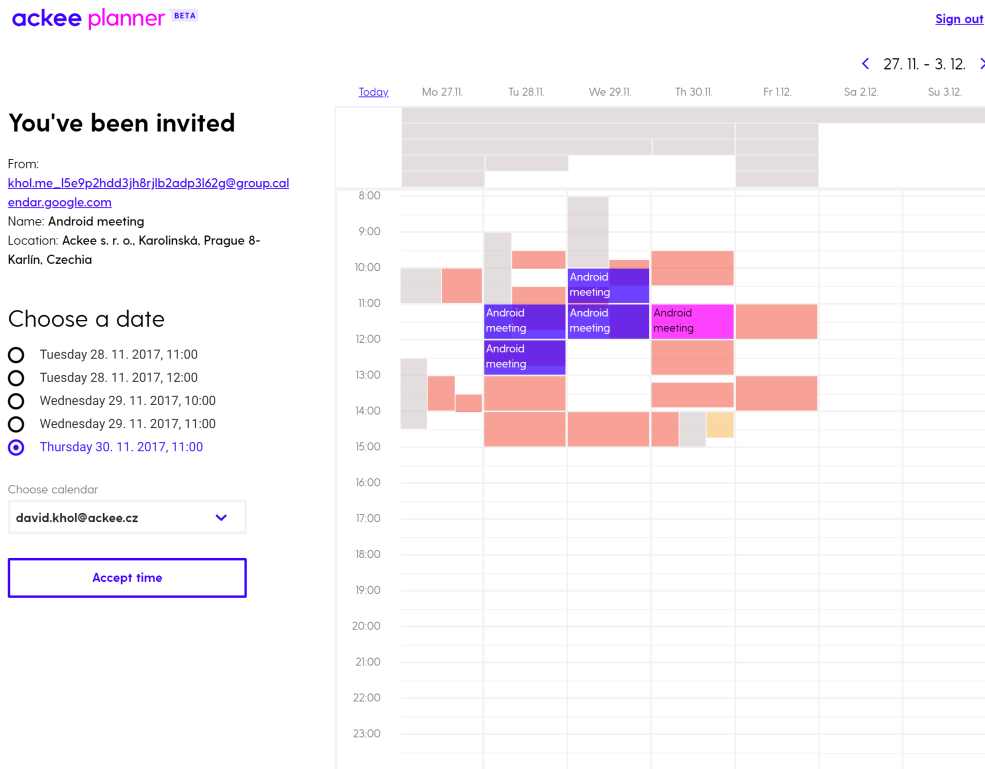 ackee planner BETA
Sign out
27. 11. - 3. 12.
Today Mo 27.11. Tu 28.11. We 29.11. Th 30.11. Fr 1.12. Sa 2.12. Su 3.12.
You've been invited
From:
khol.me_l5e9p2hdd3jh8rjlb2adp3l62g@group.cal
endar.google.com
Name: Android meeting
Location: Ackee s. r. o., Karolinská, Prague 8-
Karlín, Czechia
Choose a date
Tuesday 28. 11. 2017, 11:00
Tuesday 28. 11. 2017, 12:00
Wednesday 29. 11. 2017, 10:00
Wednesday 29. 11. 2017, 11:00
Thursday 30. 11. 2017, 11:00
Choose calendar
david.khol@ackee.cz
Accept time
8:00
9:00
10:00
Android
meeting
11:00
Android
meeting
Android
meeting
Android
meeting
12:00
Android
meeting
13:00
14:00
15:00
16:00
17:00
18:00
19:00
20:00
21:00
22:00
23:00